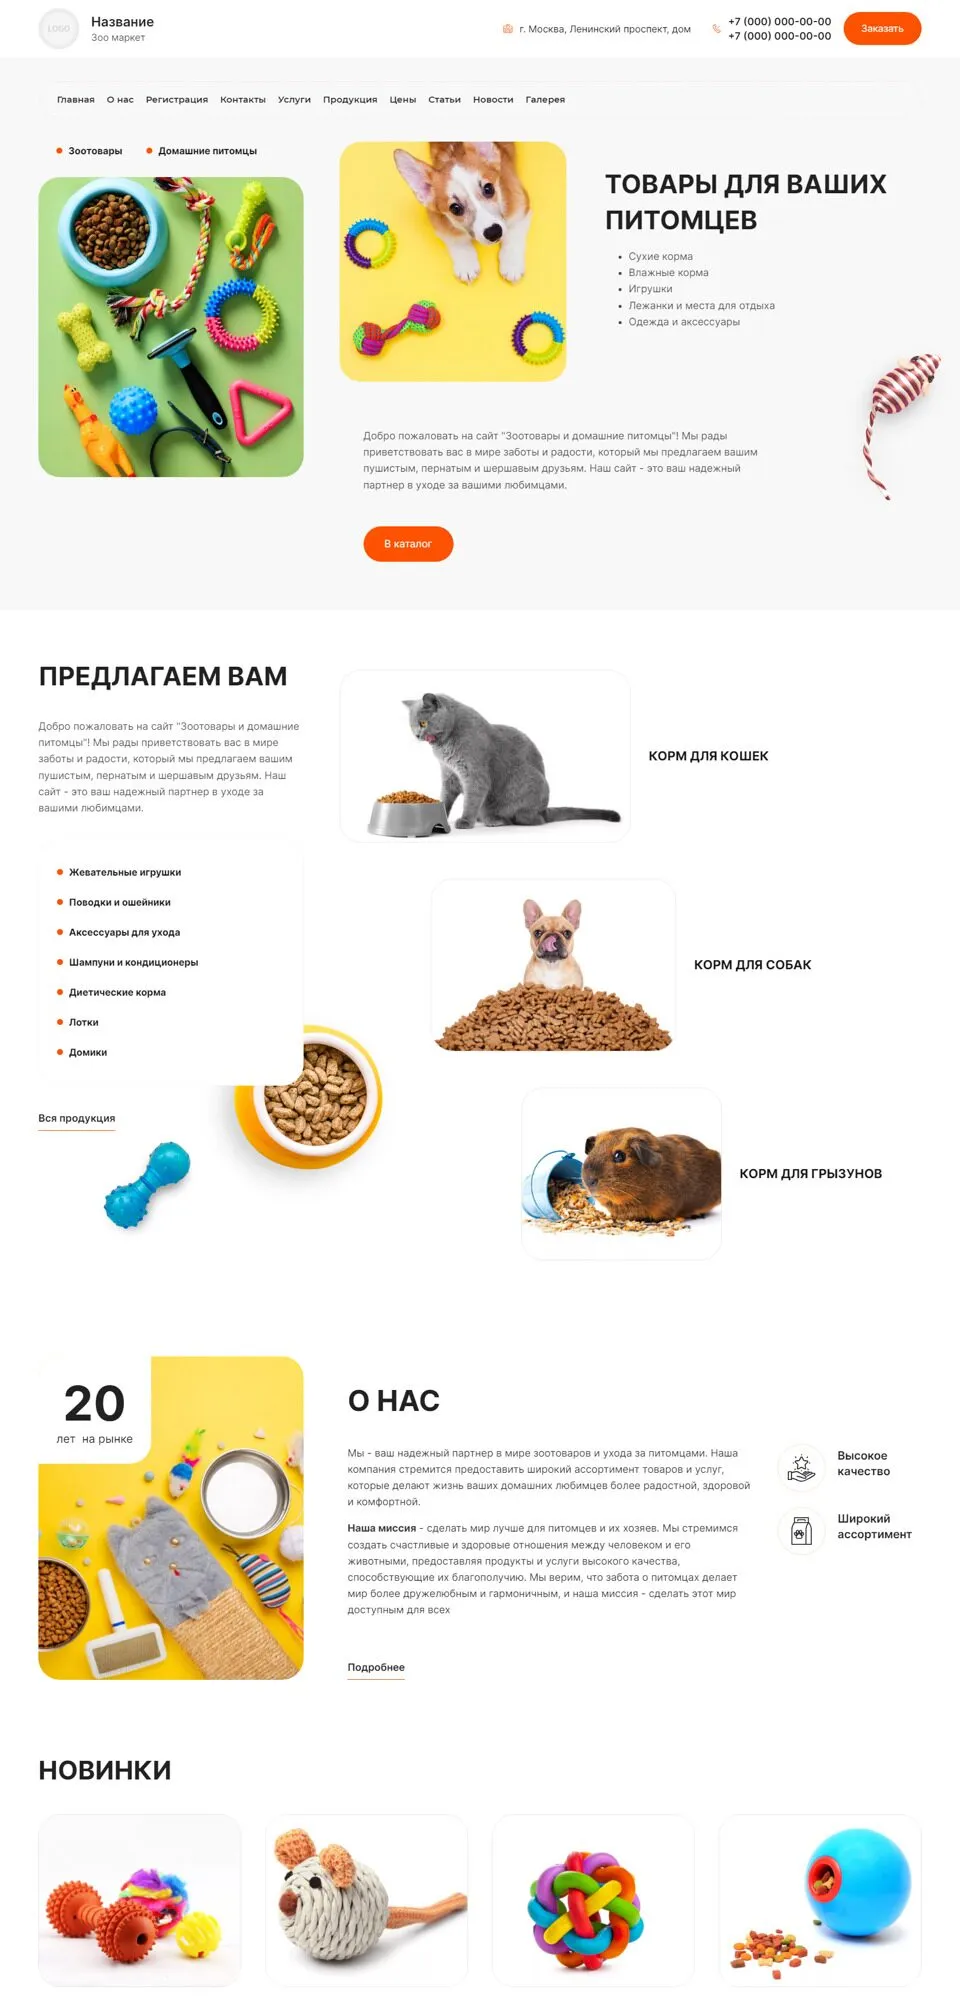 LOGO
Название
Зоо маркет
г. Москва, Ленинский проспект, дом
+7 (000) 000-00-00
+7 (000) 000-00-00
Заказать
Главная О нас Регистрация Контакты Услуги Продукция Цены Статьи Новости Галерея
Зоотовары Домашние питомцы
ТОВАРЫ ДЛЯ ВАШИХ
ПИТОМЦЕВ
Сухие корма
Влажные корма
Игрушки
Лежанки и места для отдыха
Одежда и аксессуары
Добро пожаловать на сайт "Зоотовары и домашние питомцы"! Мы рады
приветствовать вас в мире заботы и радости, который мы предлагаем вашим
пушистым, пернатым и шершавым друзьям. Наш сайт - это ваш надежный
партнер в уходе за вашими любимцами.
В каталог
ПРЕДЛАГАЕМ ВАМ
Добро пожаловать на сайт "Зоотовары и домашние
питомцы"! Мы рады приветствовать вас в мире
заботы и радости, который мы предлагаем вашим
пушистым, пернатым и шершавым друзьям. Наш
сайт - это ваш надежный партнер в уходе за
вашими любимцами.
Жевательные игрушки
Поводки и ошейники
Аксессуары для ухода
Шампуни и кондиционеры
Диетические корма
Лотки
Домики
Вся продукция
КОРМ ДЛЯ КОШЕК
КОРМ ДЛЯ СОБАК
КОРМ ДЛЯ ГРЫЗУНОВ
20
лет на рынке
О НАС
Мы - ваш надежный партнер в мире зоотоваров и ухода за питомцами. Наша
компания стремится предоставить широкий ассортимент товаров и услуг,
которые делают жизнь ваших домашних любимцев более радостной, здоровой
и комфортной.
Наша миссия - сделать мир лучше для питомцев и их хозяев. Мы стремимся
создать счастливые и здоровые отношения между человеком и его
животными, предоставляя продукты и услуги высокого качества,
способствующие их благополучию. Мы верим, что забота о питомцах делает
мир более дружелюбным и гармоничным, и наша миссия - сделать этот мир
доступным для всех
Подробнее
Высокое
качество
Широкий
ассортимент
НОВИНКИ